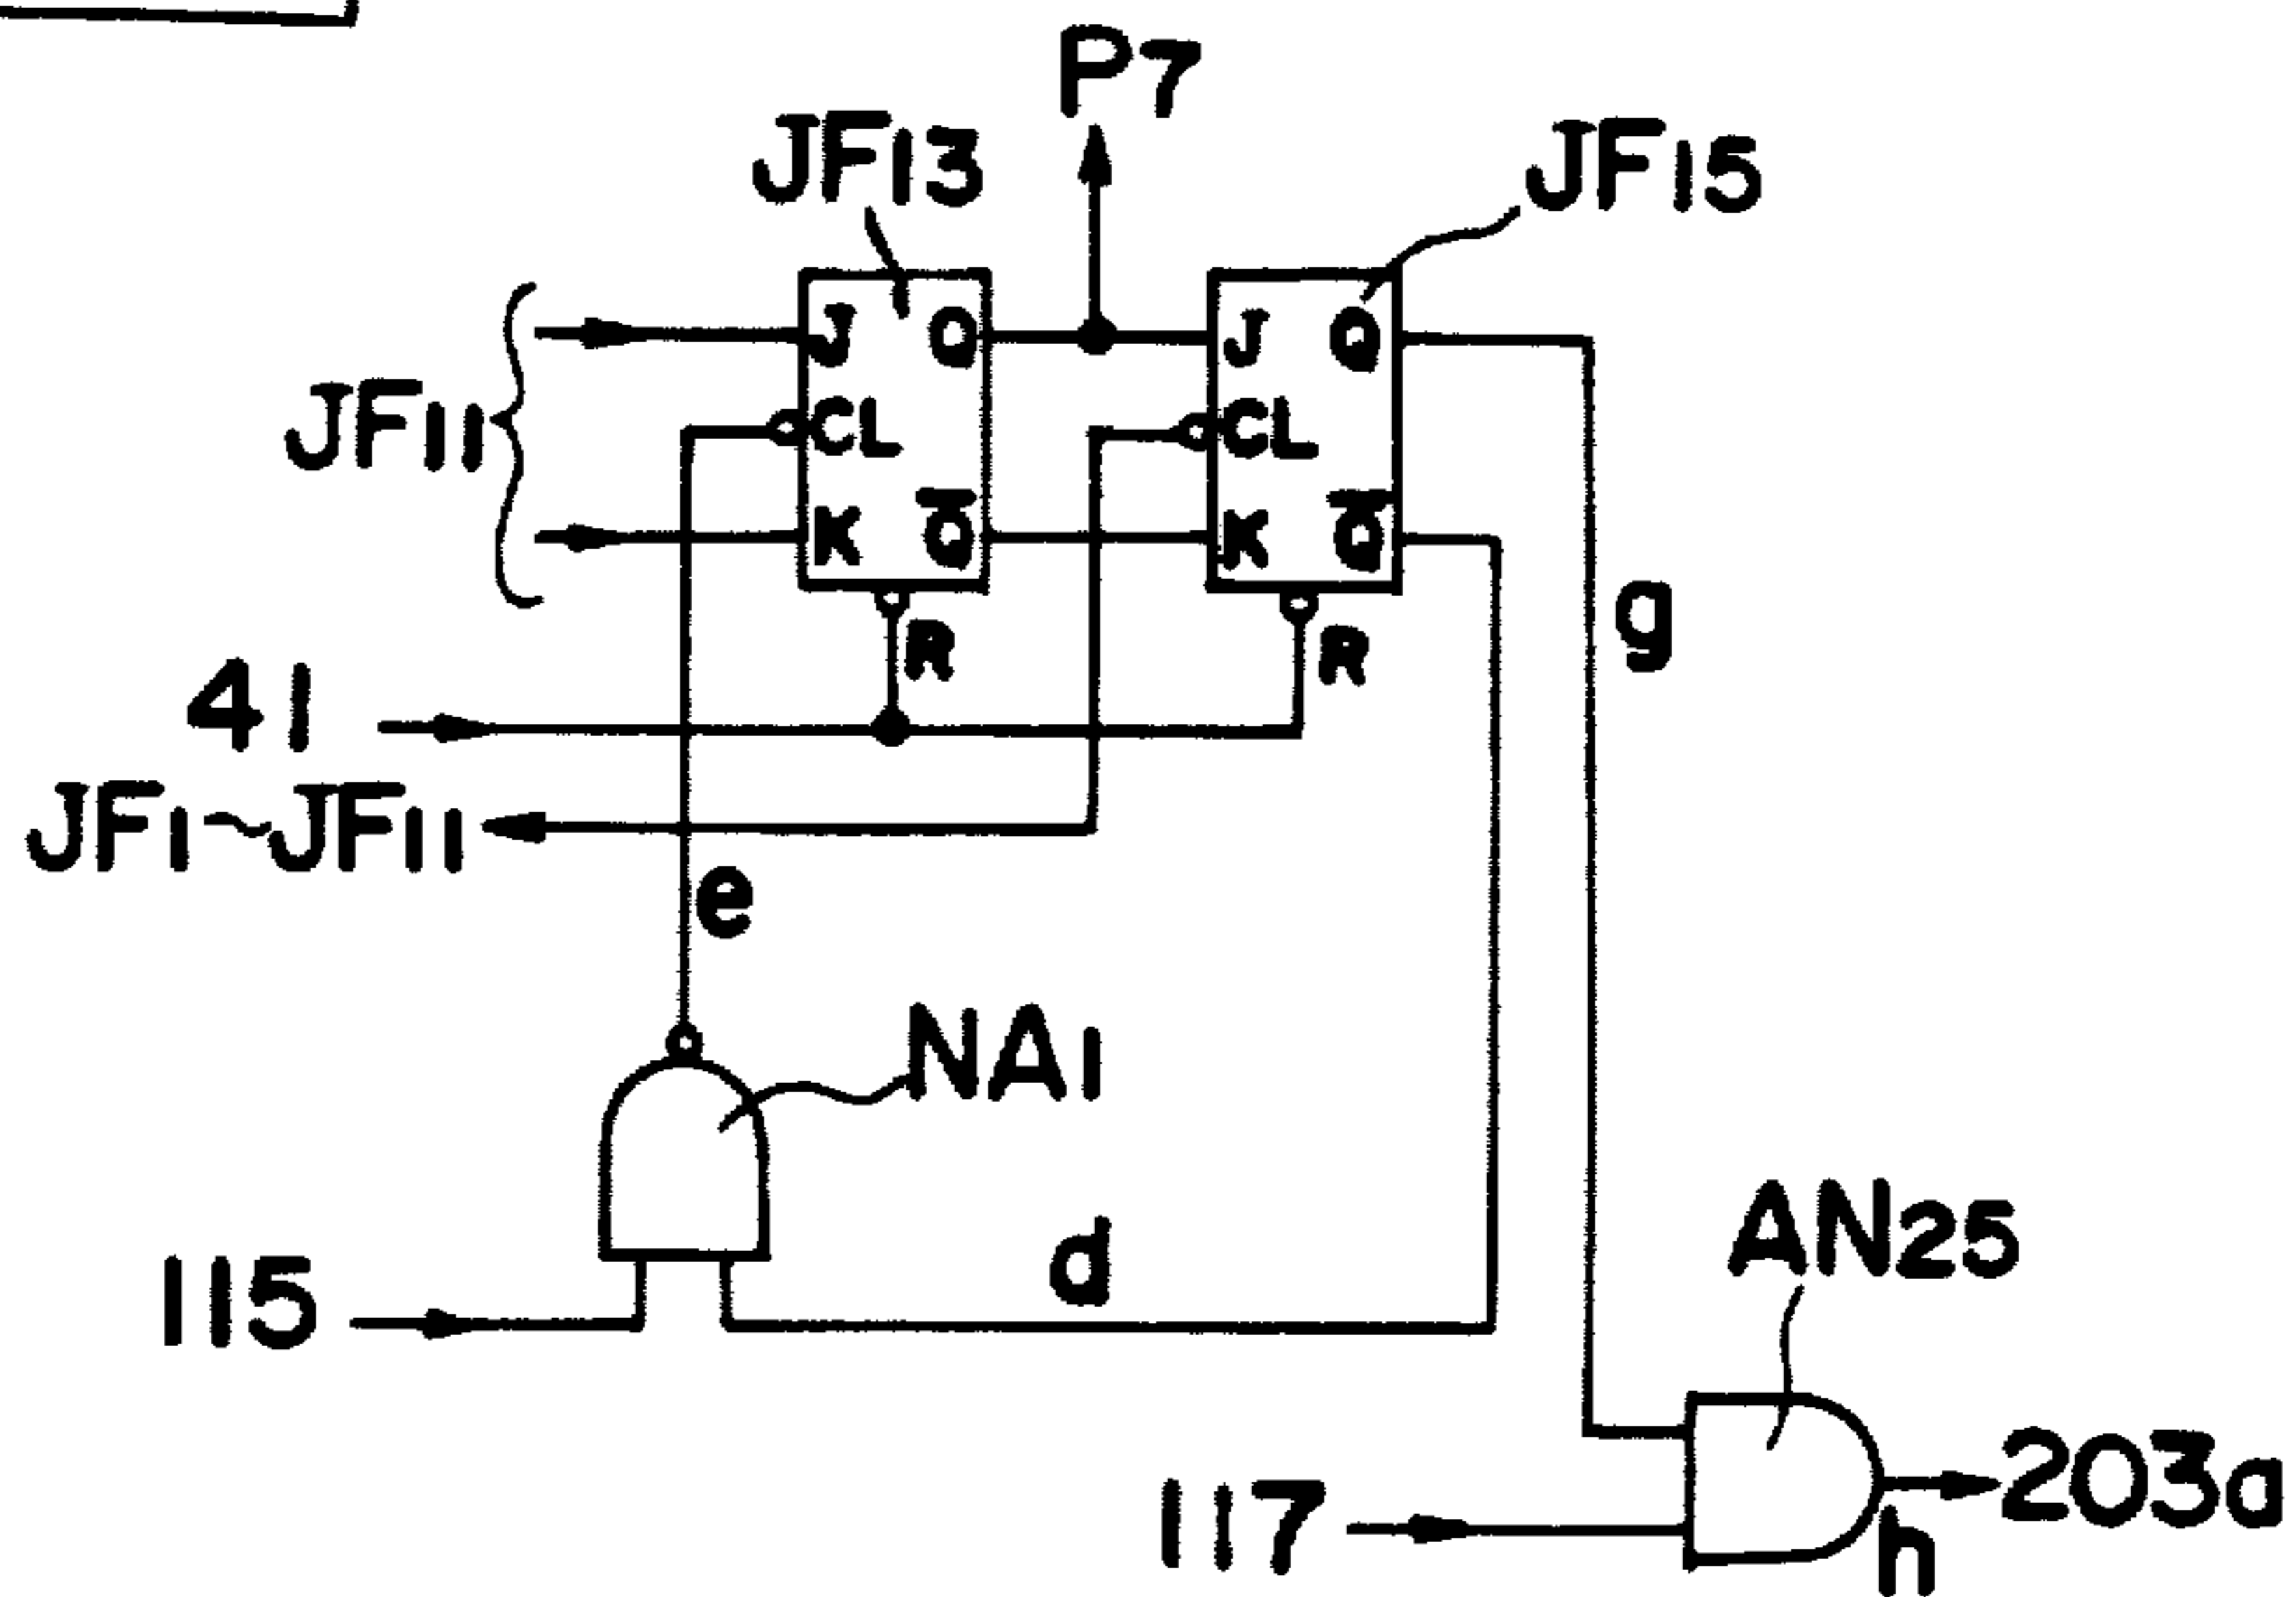 P7
JF13
JF15
J Q
J Q
JF11
CL
CL
K Q̅
K Q̅
R
R
g
41
JF1~JF11
e
NA1
d
115
AN25
203a
117
h